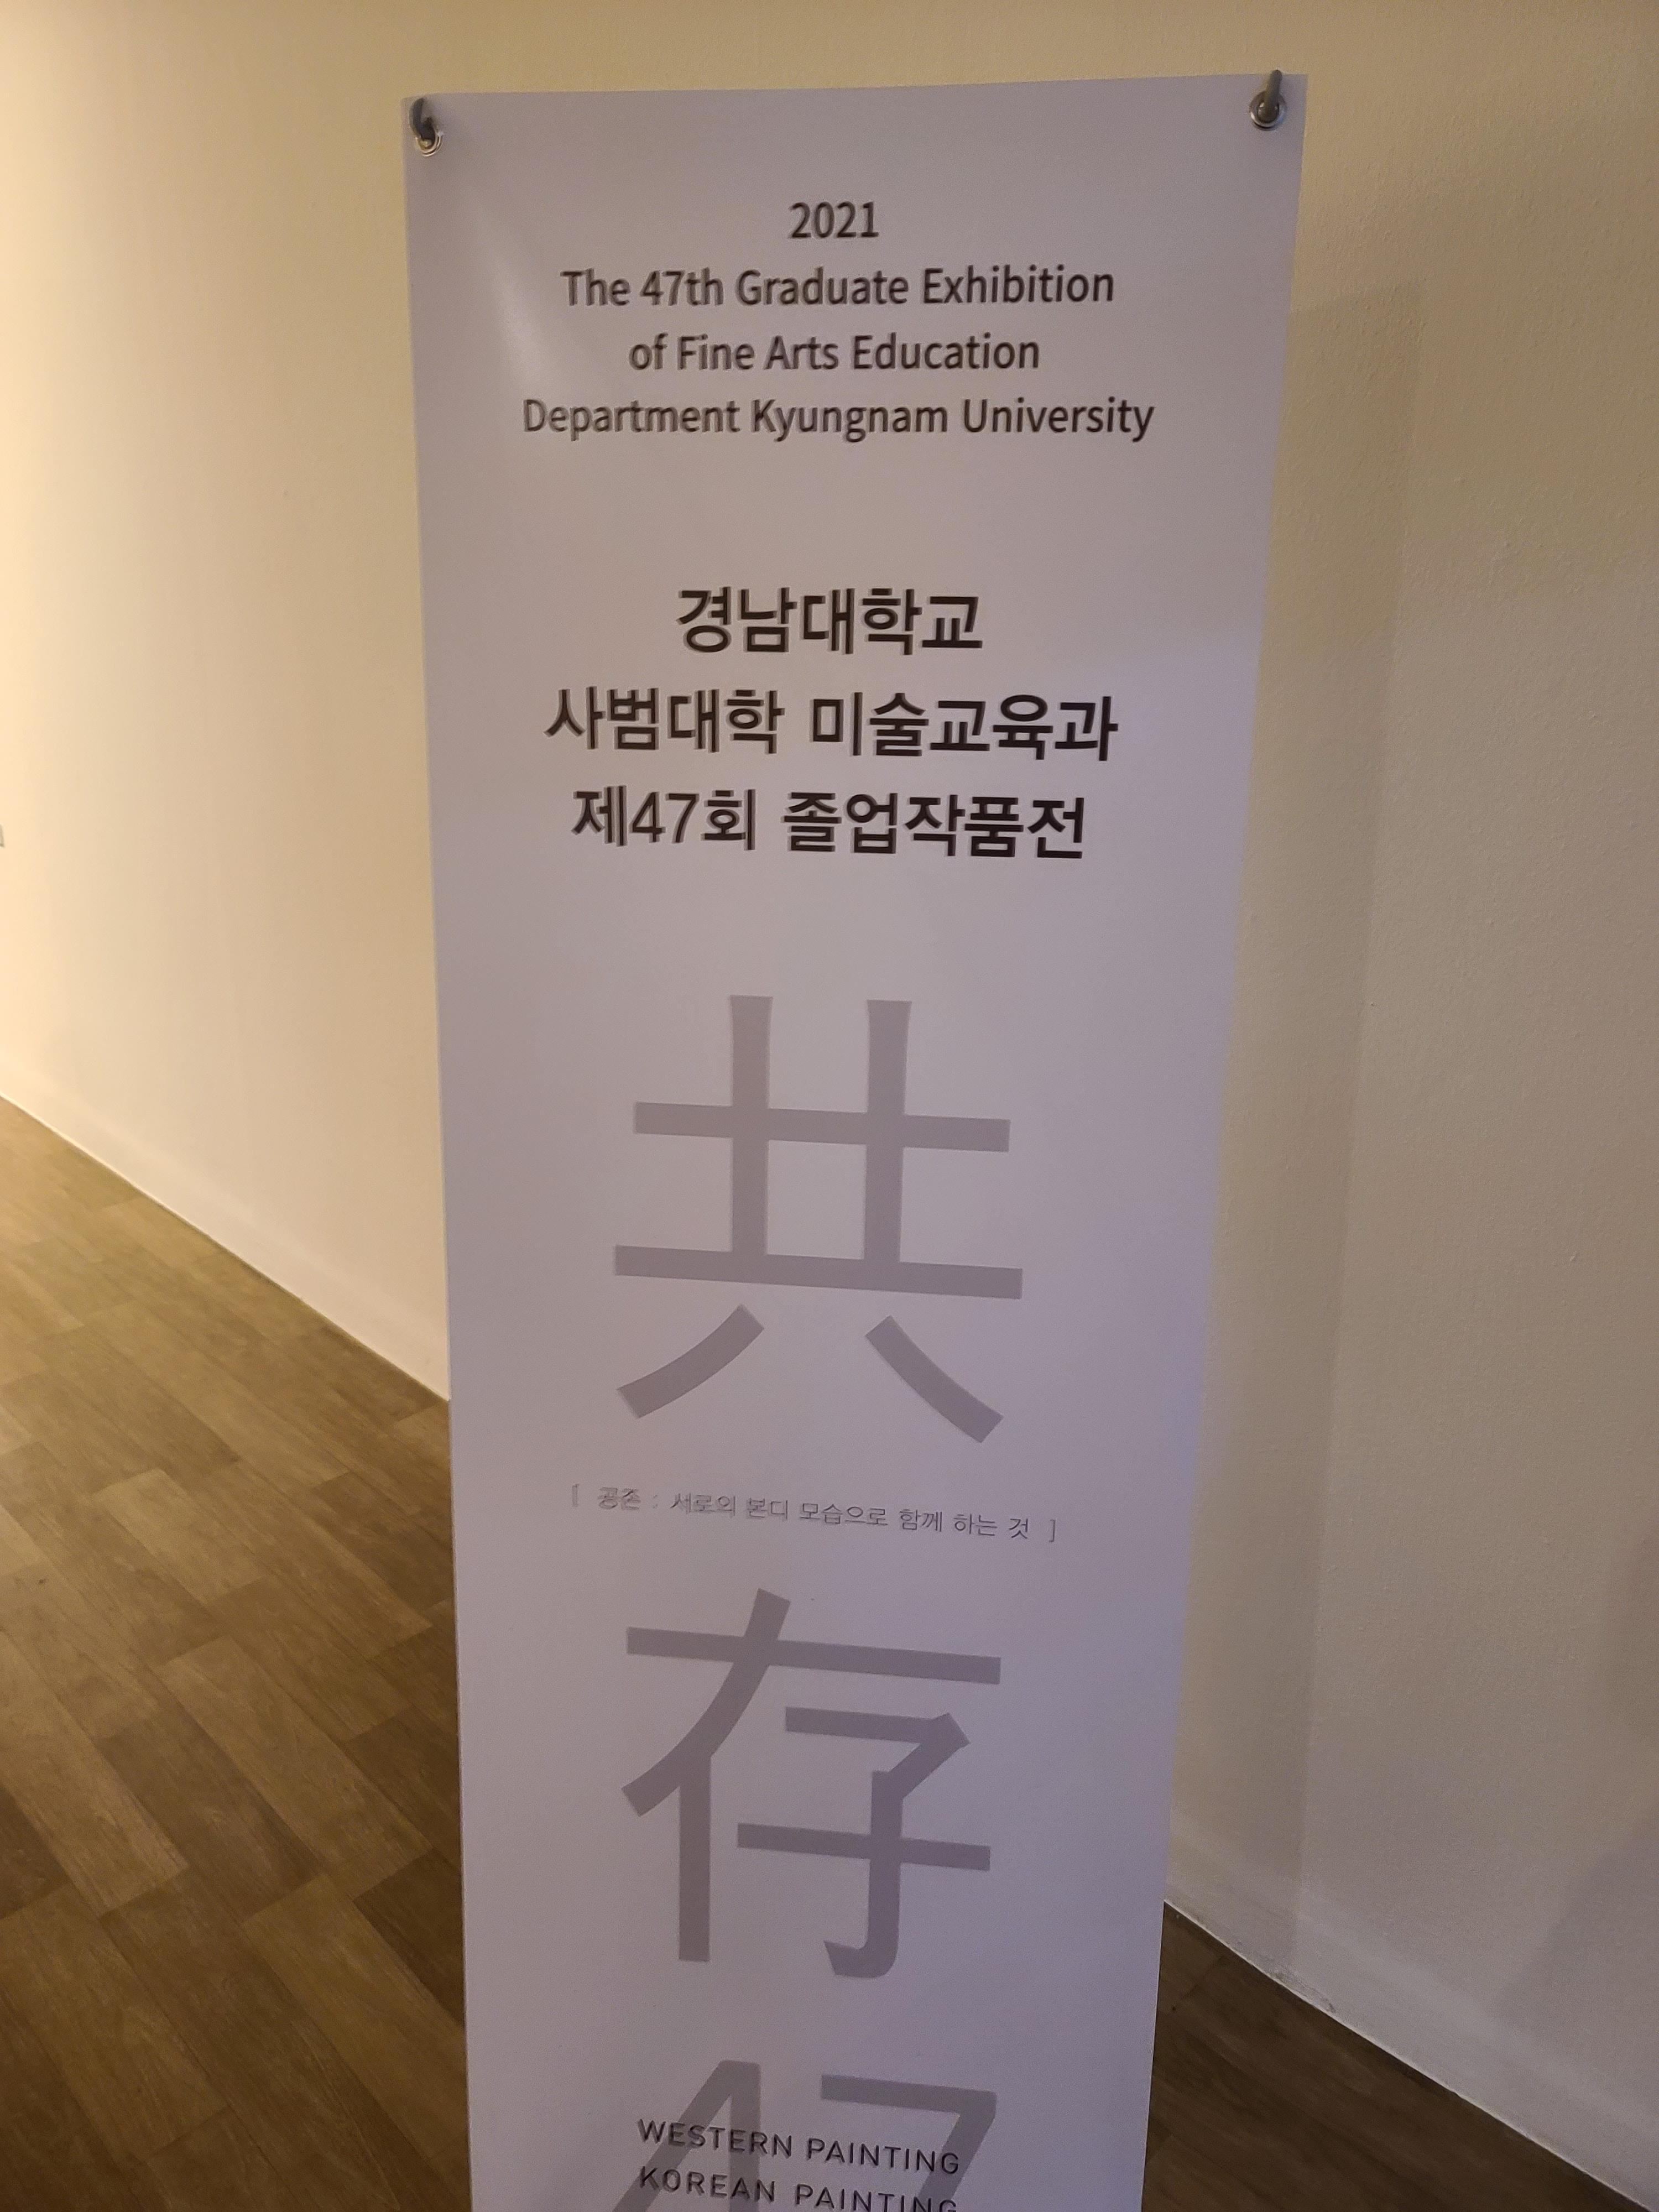 2021
The 47th Graduate Exhibition
of Fine Arts Education
Department Kyungnam University
경남대학교
사범대학 미술교육과
제47회 졸업작품전
共
[ 공존 : 서로의 본디 모습으로 함께 하는 것 ]
存
47
WESTERN PAINTING
KOREAN PAINTING